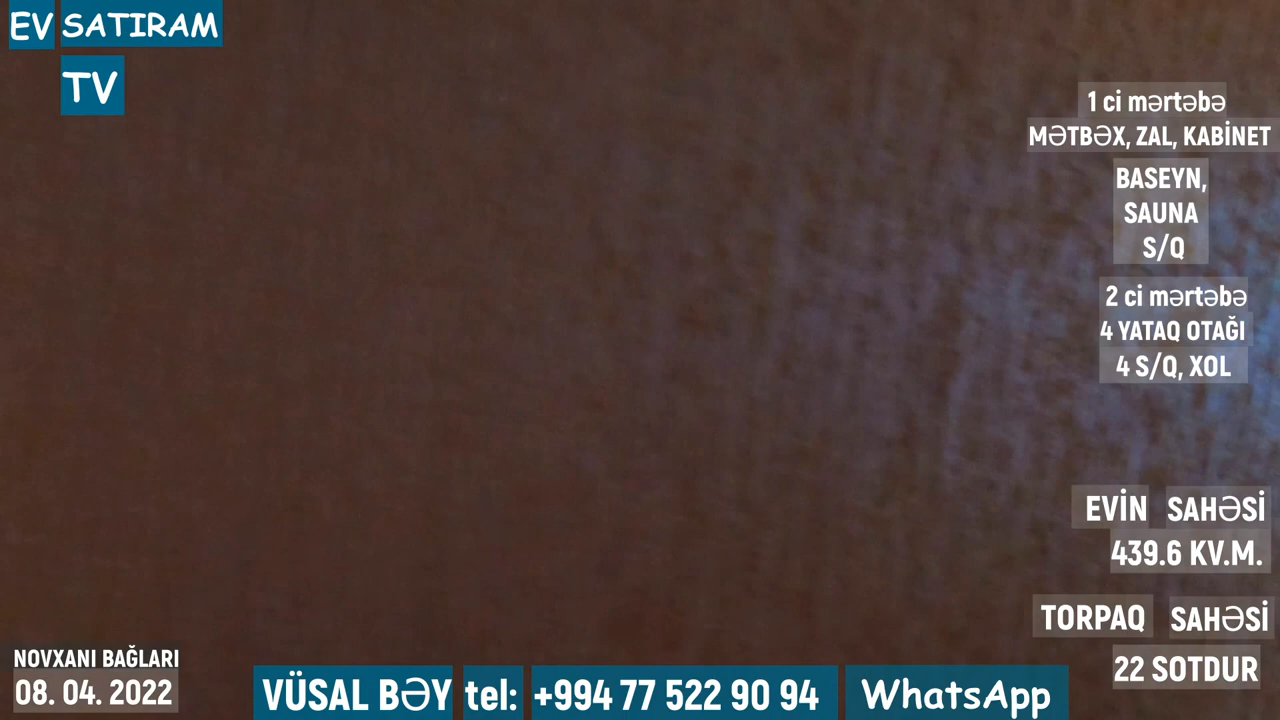 EV SATIRAM
TV
1 ci mərtəbə
MƏTBƏX, ZAL, KABİNET
BASEYN,
SAUNA
S/Q
2 ci mərtəbə
4 YATAQ OTAĞI
4 S/Q, XOL
EVİN SAHƏSİ
439.6 KV.M.
TORPAQ SAHƏSİ
22 SOTDUR
NOVXANI BAĞLARI
08. 04. 2022
VÜSAL BƏY tel: +994 77 522 90 94 WhatsApp